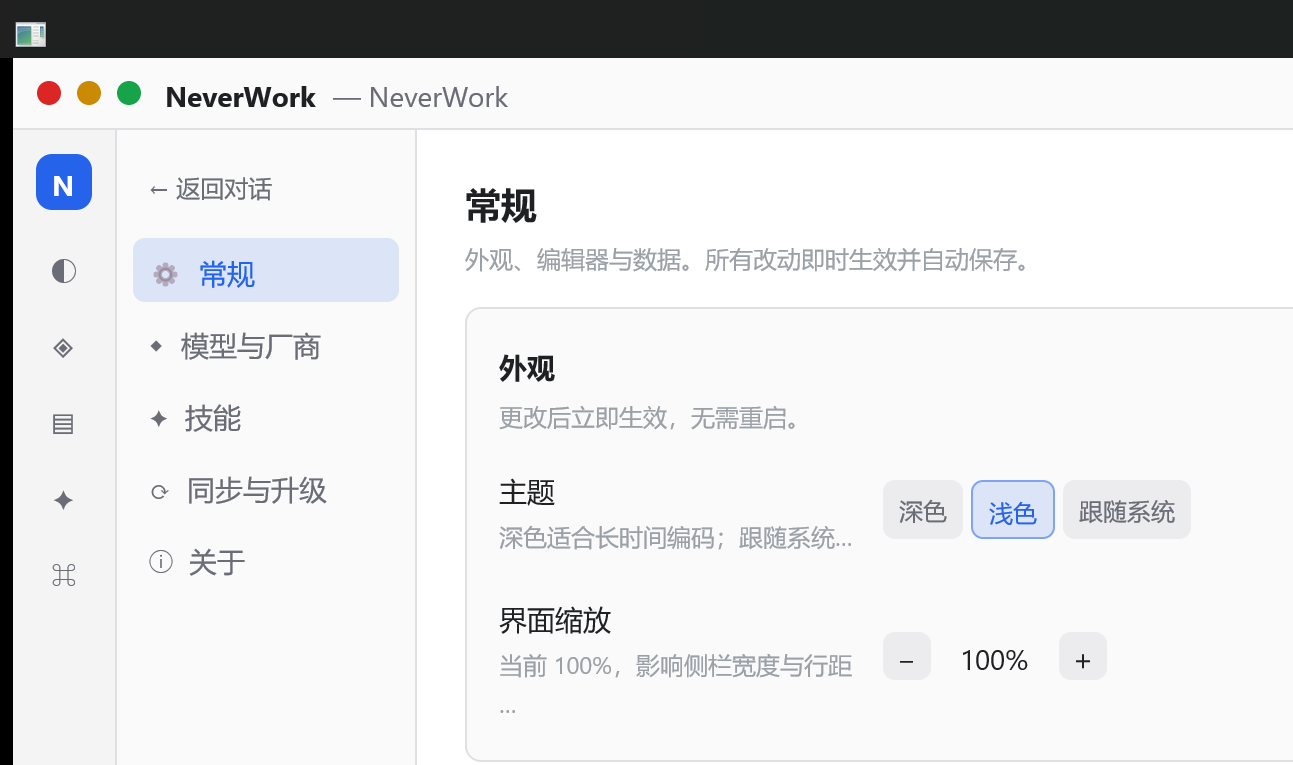 NeverWork — NeverWork
N
← 返回对话
常规
模型与厂商
技能
同步与升级
关于
常规
外观、编辑器与数据。所有改动即时生效并自动保存。
外观
更改后立即生效，无需重启。
主题
深色适合长时间编码；跟随系统...
深色 浅色 跟随系统
界面缩放
当前 100%，影响侧栏宽度与行距
...
– 100% +